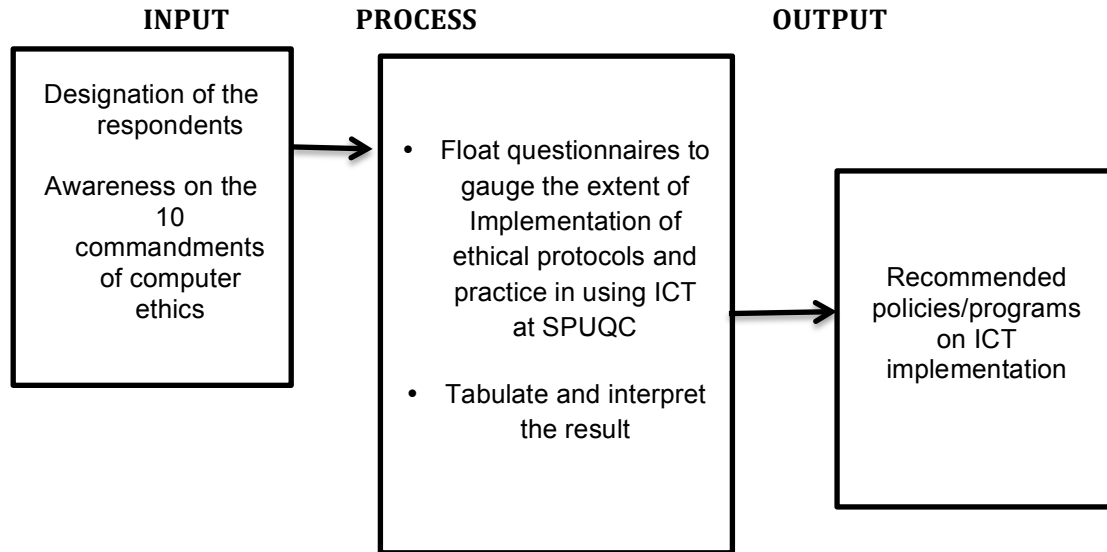 INPUT
PROCESS
OUTPUT
Designation of the
respondents
Awareness on the
10
commandments
of computer
ethics
• Float questionnaires to
gauge the extent of
Implementation of
ethical protocols and
practice in using ICT
at SPUQC
• Tabulate and interpret
the result
Recommended
policies/programs
on ICT
implementation